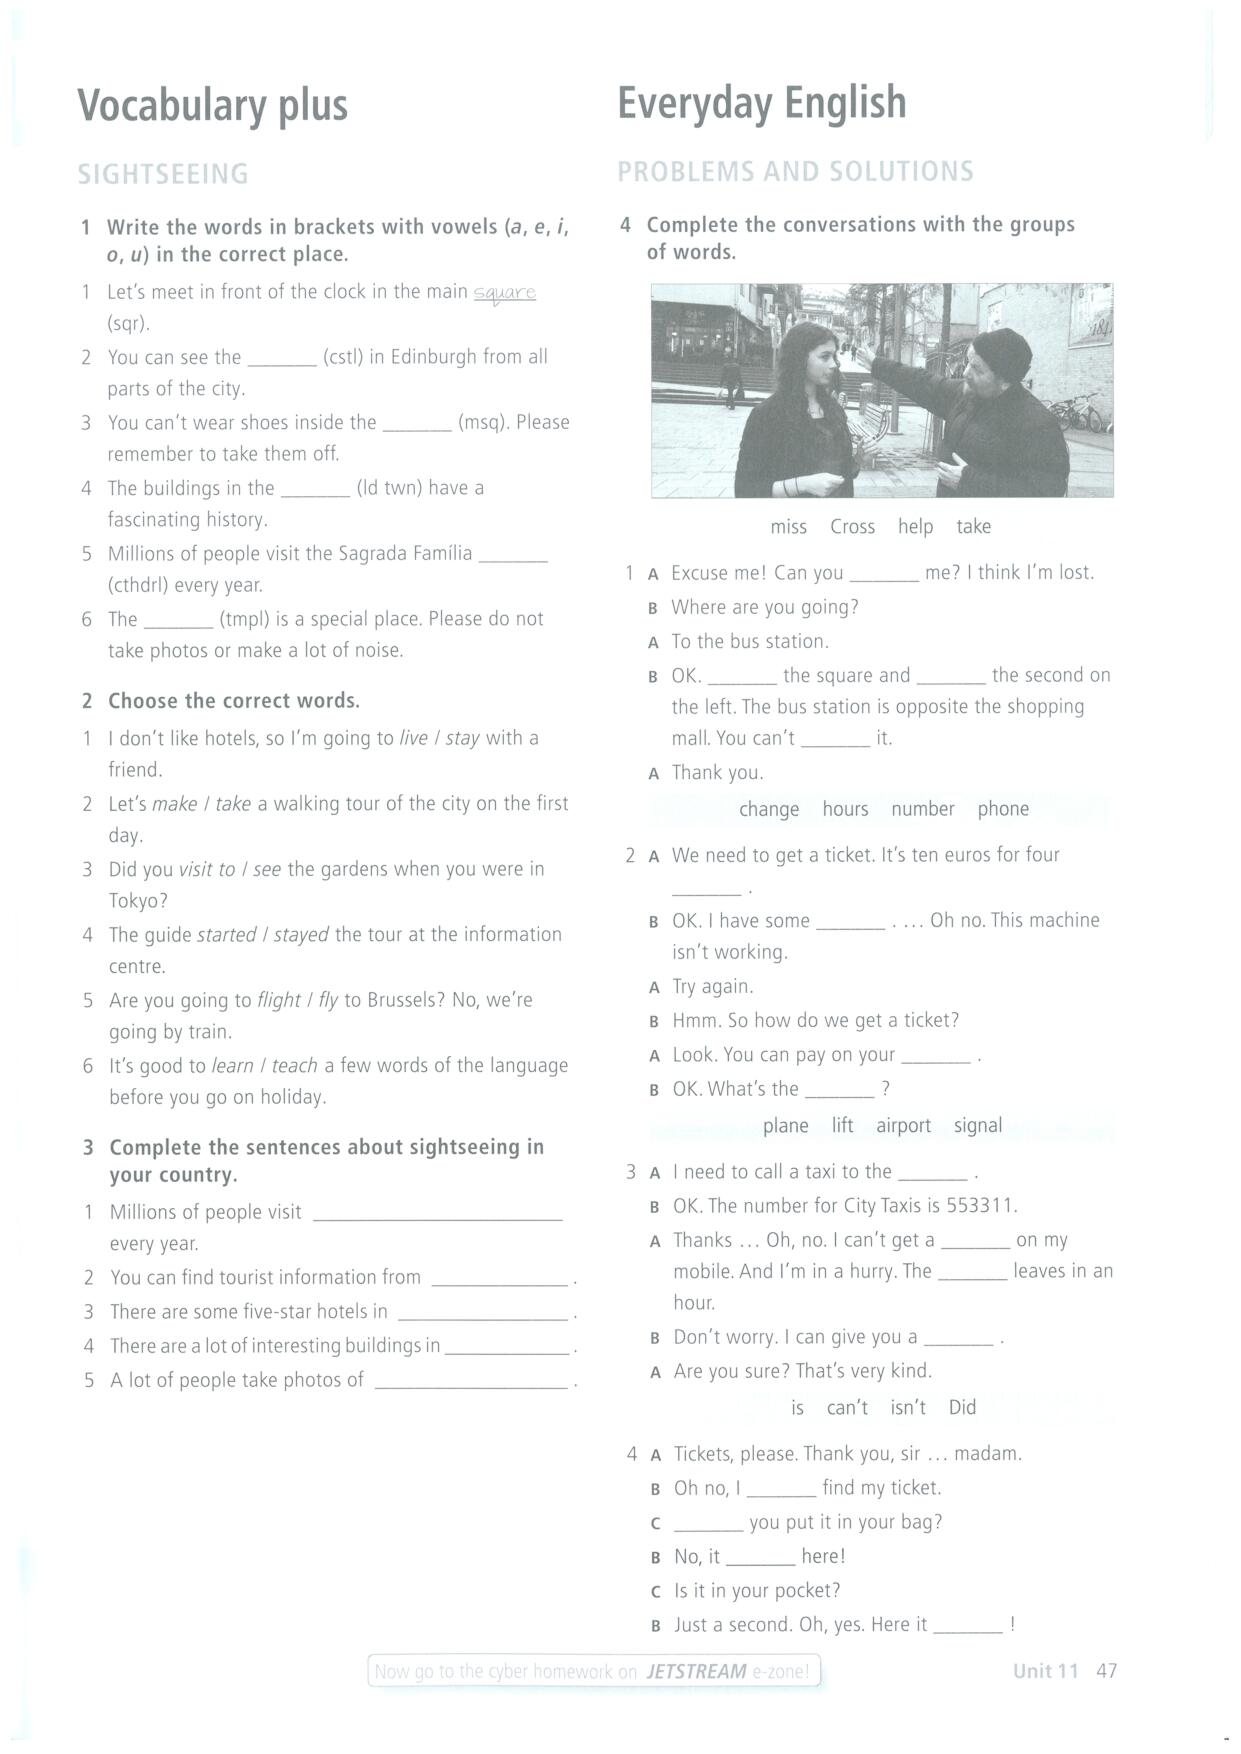 Vocabulary plus
SIGHTSEEING
1 Write the words in brackets with vowels (a, e, i,
o, u) in the correct place.
1 Let's meet in front of the clock in the main square
(sqr).
2 You can see the _______ (cstl) in Edinburgh from all
parts of the city.
3 You can't wear shoes inside the _______ (msq). Please
remember to take them off.
4 The buildings in the _______ (ld twn) have a
fascinating history.
5 Millions of people visit the Sagrada Família _______
(cthdrl) every year.
6 The _______ (tmpl) is a special place. Please do not
take photos or make a lot of noise.
2 Choose the correct words.
1 I don't like hotels, so I'm going to live / stay with a
friend.
2 Let's make / take a walking tour of the city on the first
day.
3 Did you visit to / see the gardens when you were in
Tokyo?
4 The guide started / stayed the tour at the information
centre.
5 Are you going to flight / fly to Brussels? No, we're
going by train.
6 It's good to learn / teach a few words of the language
before you go on holiday.
3 Complete the sentences about sightseeing in
your country.
1 Millions of people visit _______
every year.
2 You can find tourist information from _______ .
3 There are some five-star hotels in _______ .
4 There are a lot of interesting buildings in _______ .
5 A lot of people take photos of _______ .
Everyday English
PROBLEMS AND SOLUTIONS
4 Complete the conversations with the groups
of words.
miss Cross help take
1 A Excuse me! Can you _______ me? I think I'm lost.
B Where are you going?
A To the bus station.
B OK. _______ the square and _______ the second on
the left. The bus station is opposite the shopping
mall. You can't _______ it.
A Thank you.
change hours number phone
2 A We need to get a ticket. It's ten euros for four
_______ .
B OK. I have some _______ . ... Oh no. This machine
isn't working.
A Try again.
B Hmm. So how do we get a ticket?
A Look. You can pay on your _______ .
B OK. What's the _______ ?
plane lift airport signal
3 A I need to call a taxi to the _______ .
B OK. The number for City Taxis is 553311.
A Thanks ... Oh, no. I can't get a _______ on my
mobile. And I'm in a hurry. The _______ leaves in an
hour.
B Don't worry. I can give you a _______ .
A Are you sure? That's very kind.
is can't isn't Did
4 A Tickets, please. Thank you, sir ... madam.
B Oh no, I _______ find my ticket.
C _______ you put it in your bag?
B No, it _______ here!
C Is it in your pocket?
B Just a second. Oh, yes. Here it _______ !
Now go to the cyber homework on JETSTREAM e-zone!
Unit 11 47